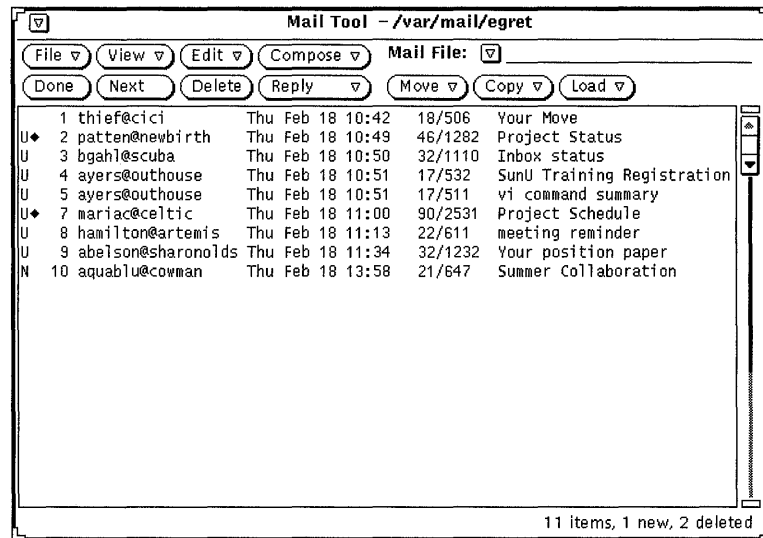 Mail Tool – /var/mail/egret
File View Edit Compose Mail File:
Done Next Delete Reply Move Copy Load
1 thief@cici Thu Feb 18 10:42 18/506 Your Move
U◆ 2 patten@newbirth Thu Feb 18 10:49 46/1282 Project Status
U 3 bgahl@scuba Thu Feb 18 10:50 32/1110 Inbox status
U 4 ayers@outhouse Thu Feb 18 10:51 17/532 SunU Training Registration
U 5 ayers@outhouse Thu Feb 18 10:51 17/511 vi command summary
U◆ 7 mariac@celtic Thu Feb 18 11:00 90/2531 Project Schedule
U 8 hamilton@artemis Thu Feb 18 11:13 22/611 meeting reminder
U 9 abelson@sharonolds Thu Feb 18 11:34 32/1232 Your position paper
N 10 aquablu@cowman Thu Feb 18 13:58 21/647 Summer Collaboration
11 items, 1 new, 2 deleted